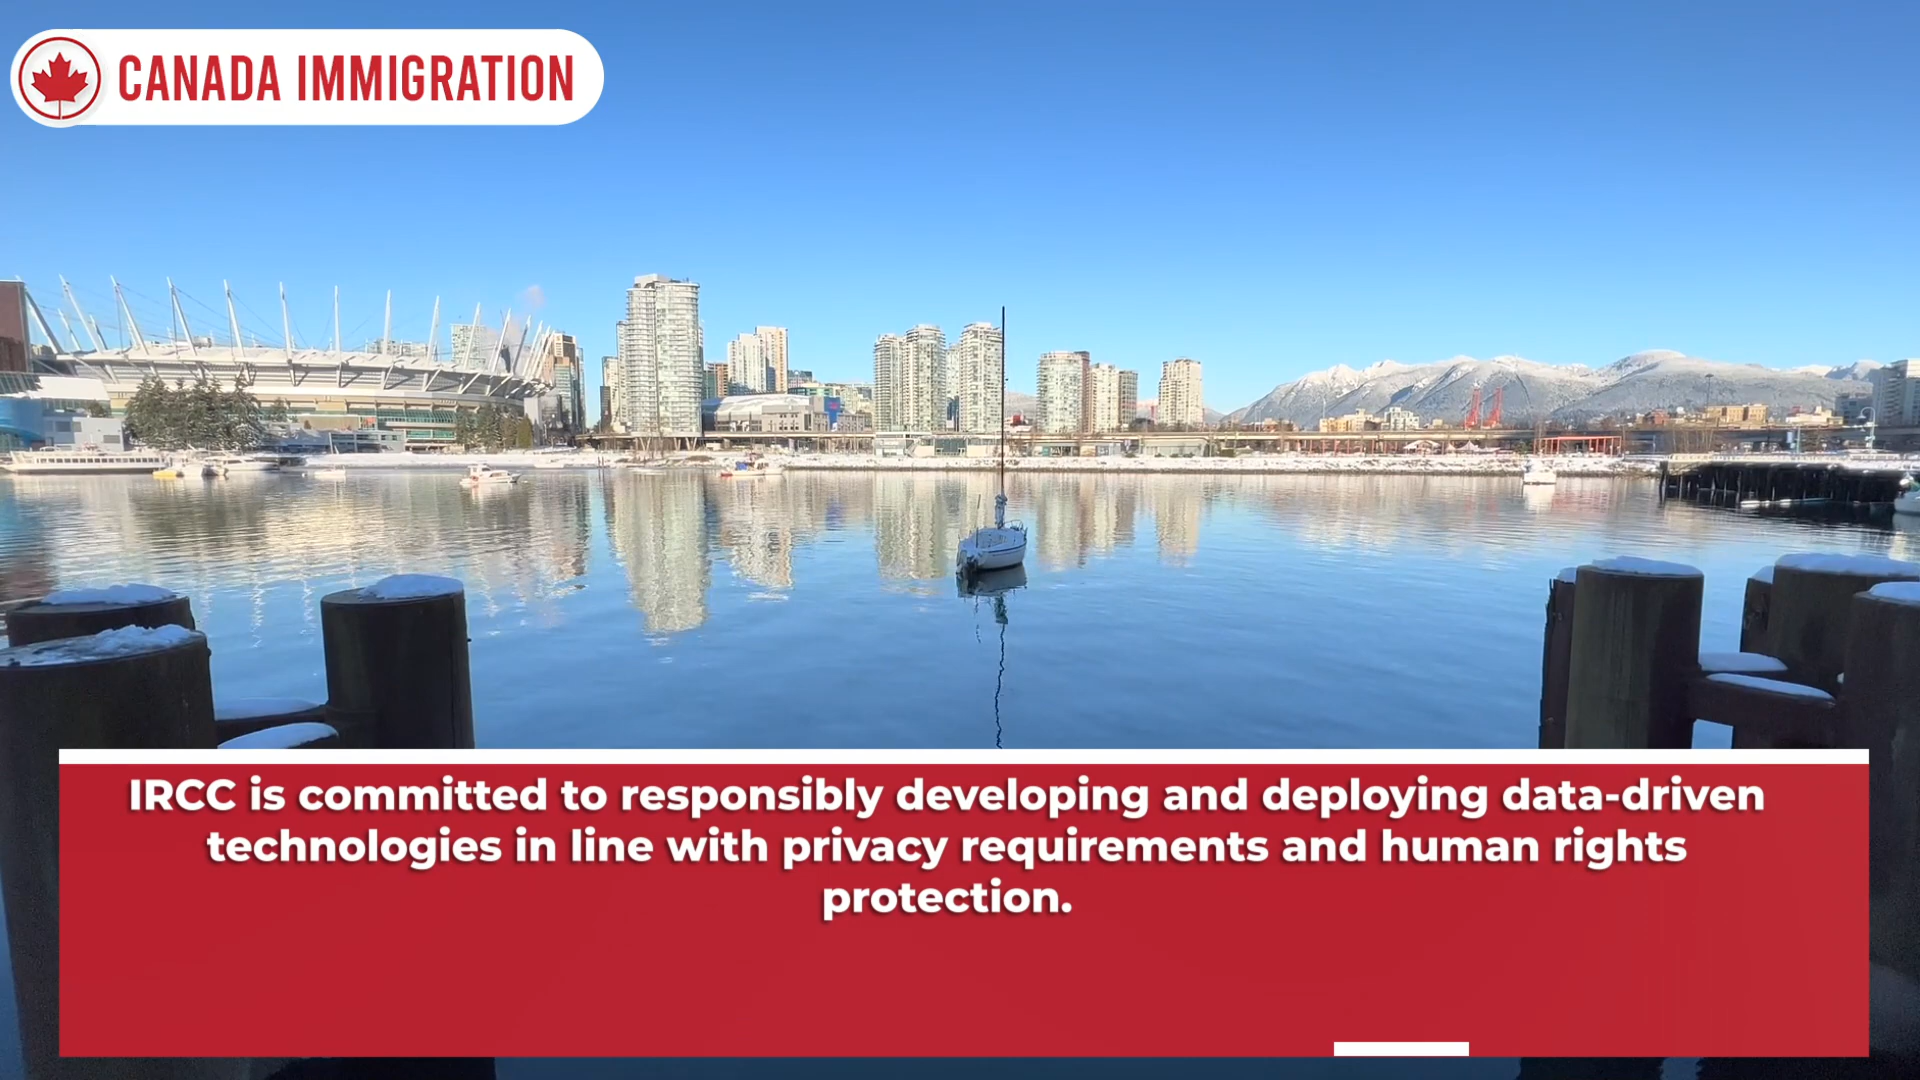 CANADA IMMIGRATION
IRCC is committed to responsibly developing and deploying data-driven
technologies in line with privacy requirements and human rights
protection.